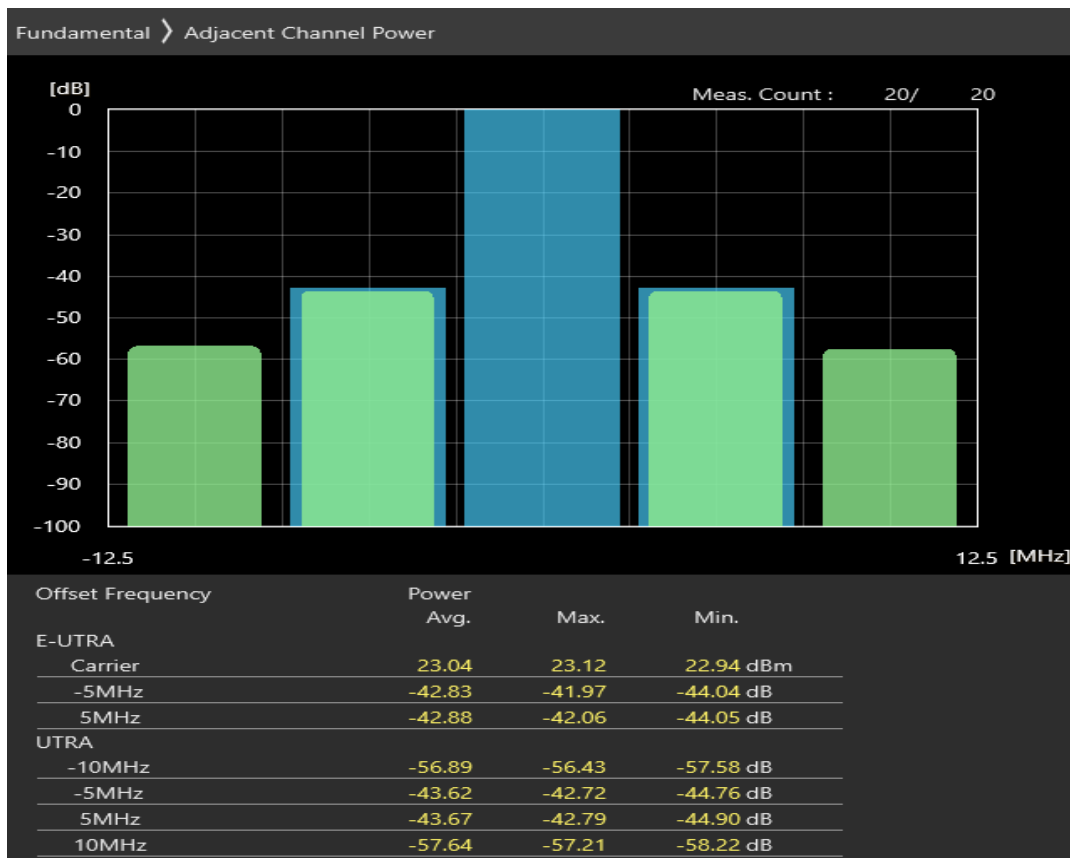 Fundamental 〉 Adjacent Channel Power
[dB]
Meas. Count : 20/ 20
0
-10
-20
-30
-40
-50
-60
-70
-80
-90
-100
-12.5 12.5 [MHz]
Offset Frequency Power
Avg. Max. Min.
E-UTRA
Carrier 23.04 23.12 22.94 dBm
-5MHz -42.83 -41.97 -44.04 dB
5MHz -42.88 -42.06 -44.05 dB
UTRA
-10MHz -56.89 -56.43 -57.58 dB
-5MHz -43.62 -42.72 -44.76 dB
5MHz -43.67 -42.79 -44.90 dB
10MHz -57.64 -57.21 -58.22 dB